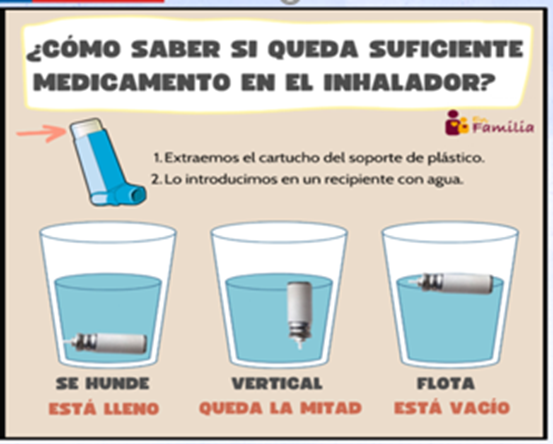 ¿CÓMO SABER SI QUEDA SUFICIENTE
MEDICAMENTO EN EL INHALADOR?
En
Familia
1. Extraemos el cartucho del soporte de plástico.
2. Lo introducimos en un recipiente con agua.
SE HUNDE
ESTÁ LLENO
VERTICAL
QUEDA LA MITAD
FLOTA
ESTÁ VACÍO